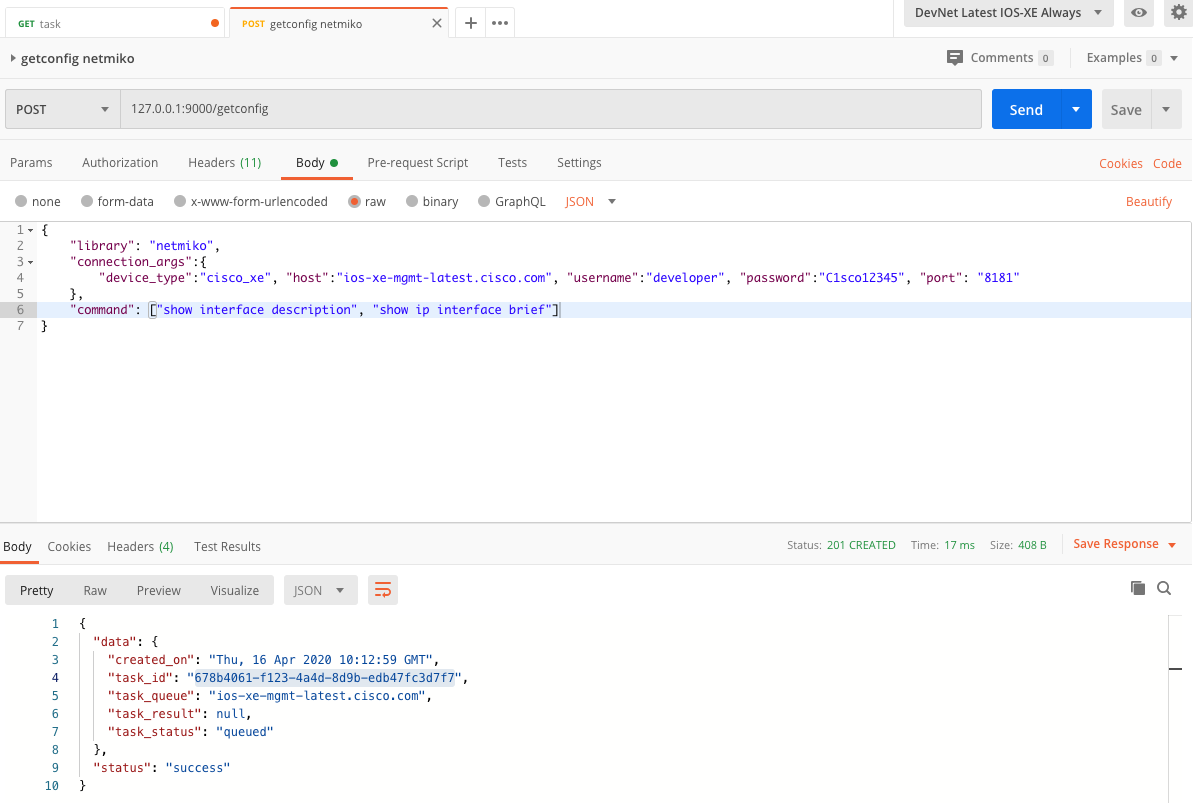 GET task
POST getconfig netmiko
DevNet Latest IOS-XE Always
getconfig netmiko
Comments 0 Examples 0
POST 127.0.0.1:9000/getconfig Send Save
Params Authorization Headers (11) Body Pre-request Script Tests Settings Cookies Code
none form-data x-www-form-urlencoded raw binary GraphQL JSON Beautify
1 {
2 "library": "netmiko",
3 "connection_args":{
4 "device_type":"cisco_xe", "host":"ios-xe-mgmt-latest.cisco.com", "username":"developer", "password":"C1sco12345", "port": "8181"
5 },
6 "command": ["show interface description", "show ip interface brief"]
7 }
Body Cookies Headers (4) Test Results Status: 201 CREATED Time: 17 ms Size: 408 B Save Response
Pretty Raw Preview Visualize JSON
1 {
2 "data": {
3 "created_on": "Thu, 16 Apr 2020 10:12:59 GMT",
4 "task_id": "678b4061-f123-4a4d-8d9b-edb47fc3d7f7",
5 "task_queue": "ios-xe-mgmt-latest.cisco.com",
6 "task_result": null,
7 "task_status": "queued"
8 },
9 "status": "success"
10 }